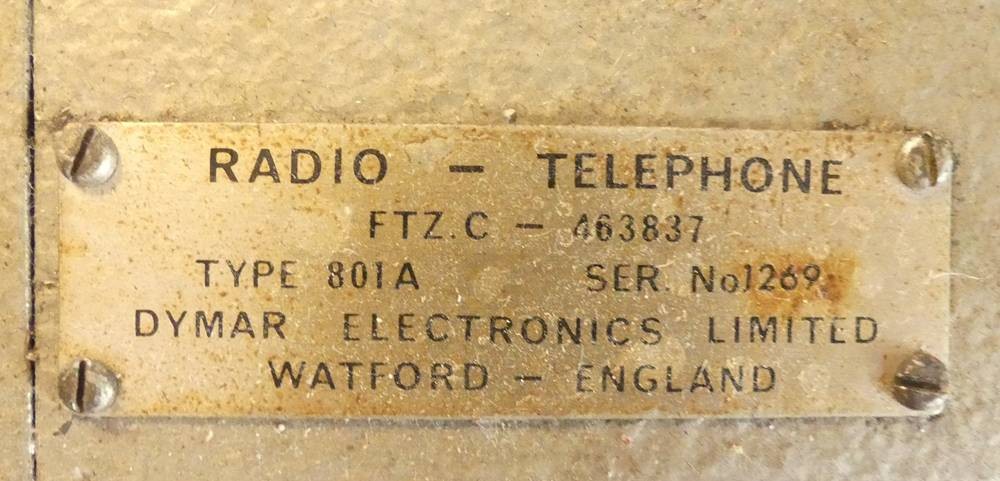 RADIO – TELEPHONE
FTZ.C – 463837
TYPE 801A SER. No1269
DYMAR ELECTRONICS LIMITED
WATFORD – ENGLAND